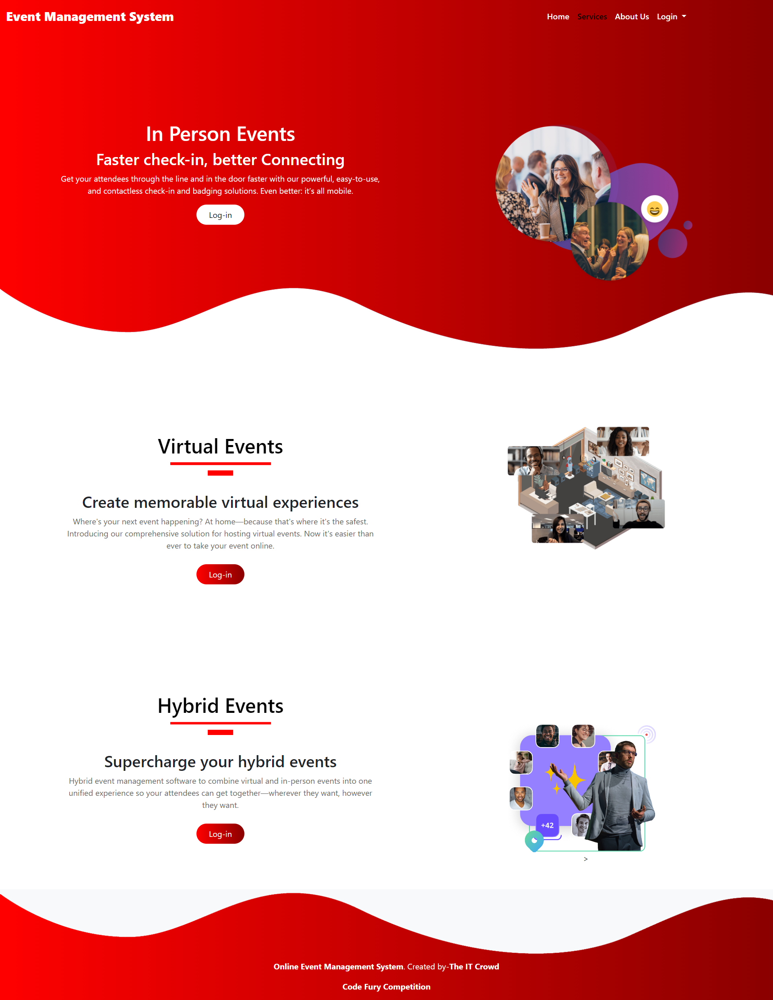 Event Management System
Home Services About Us Login
In Person Events
Faster check-in, better Connecting
Get your attendees through the line and in the door faster with our powerful, easy-to-use,
and contactless check-in and badging solutions. Even better: it’s all mobile.
Log-in
Virtual Events
Create memorable virtual experiences
Where's your next event happening? At home—because that's where it's the safest.
Introducing our comprehensive solution for hosting virtual events. Now it's easier than
ever to take your event online.
Log-in
Hybrid Events
Supercharge your hybrid events
Hybrid event management software to combine virtual and in-person events into one
unified experience so your attendees can get together—wherever they want, however
they want.
Log-in
+42
>
Online Event Management System. Created by-The IT Crowd
Code Fury Competition